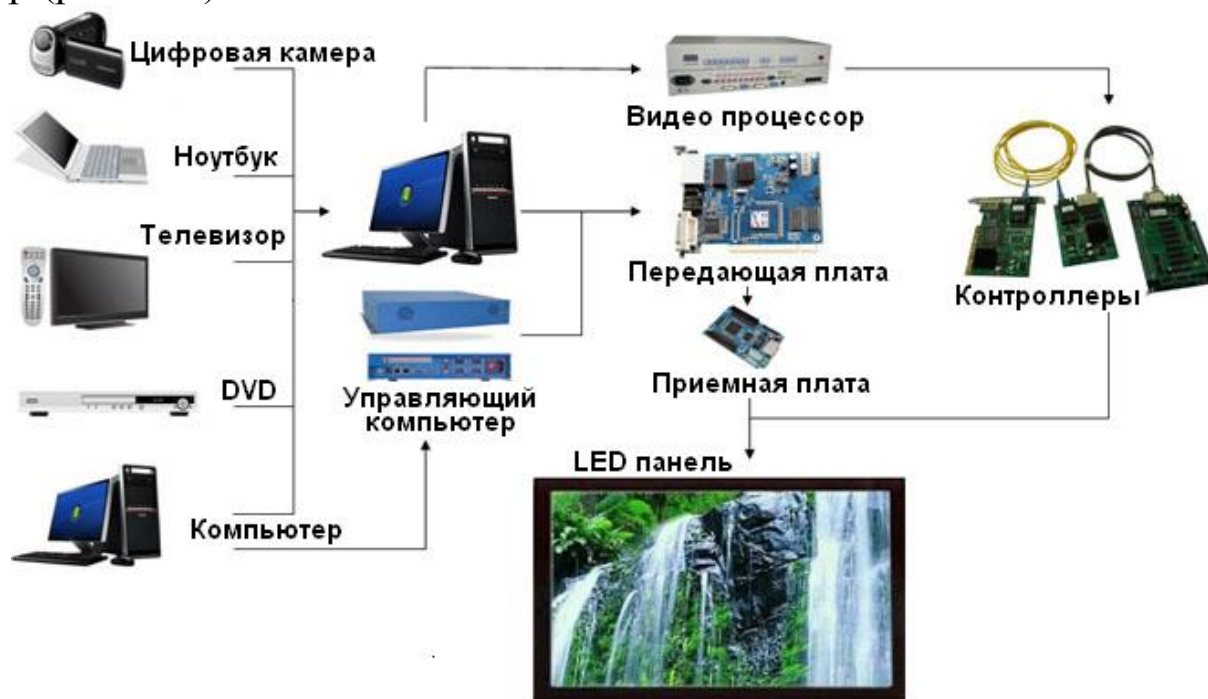 Цифровая камера
Видео процессор
Ноутбук
Телевизор
Передающая плата
Контроллеры
DVD
Управляющий
компьютер
Приемная плата
LED панель
Компьютер